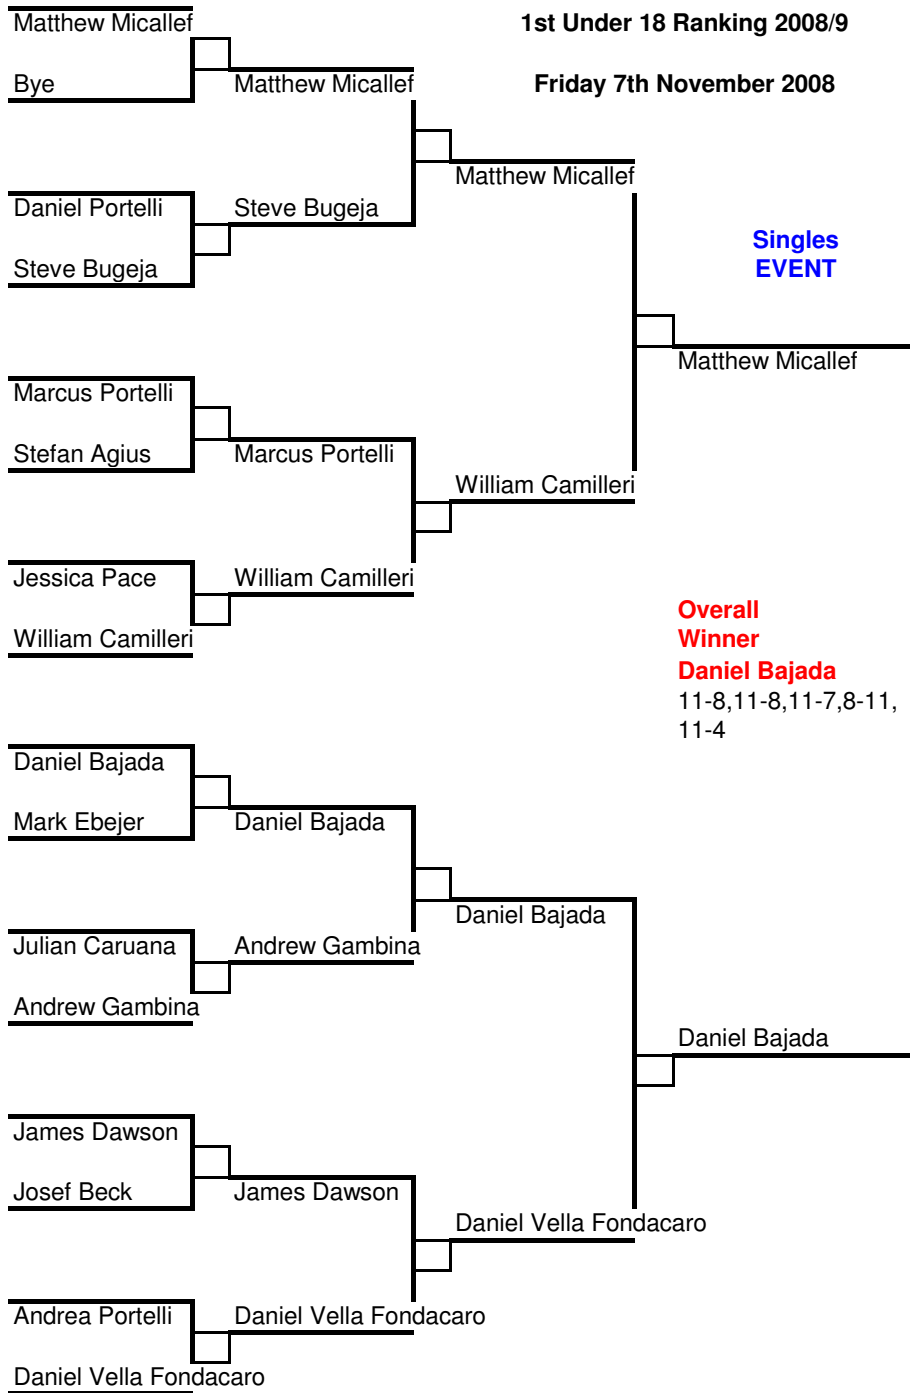 Matthew Micallef
1st Under 18 Ranking 2008/9
Bye
Matthew Micallef
Friday 7th November 2008
Matthew Micallef
Daniel Portelli
Steve Bugeja
Singles
EVENT
Steve Bugeja
Matthew Micallef
Marcus Portelli
Stefan Agius
Marcus Portelli
William Camilleri
Jessica Pace
William Camilleri
William Camilleri
Overall
Winner
Daniel Bajada
11-8,11-8,11-7,8-11,
11-4
Daniel Bajada
Mark Ebejer
Daniel Bajada
Daniel Bajada
Julian Caruana
Andrew Gambina
Andrew Gambina
Daniel Bajada
James Dawson
Josef Beck
James Dawson
Daniel Vella Fondacaro
Andrea Portelli
Daniel Vella Fondacaro
Daniel Vella Fondacaro